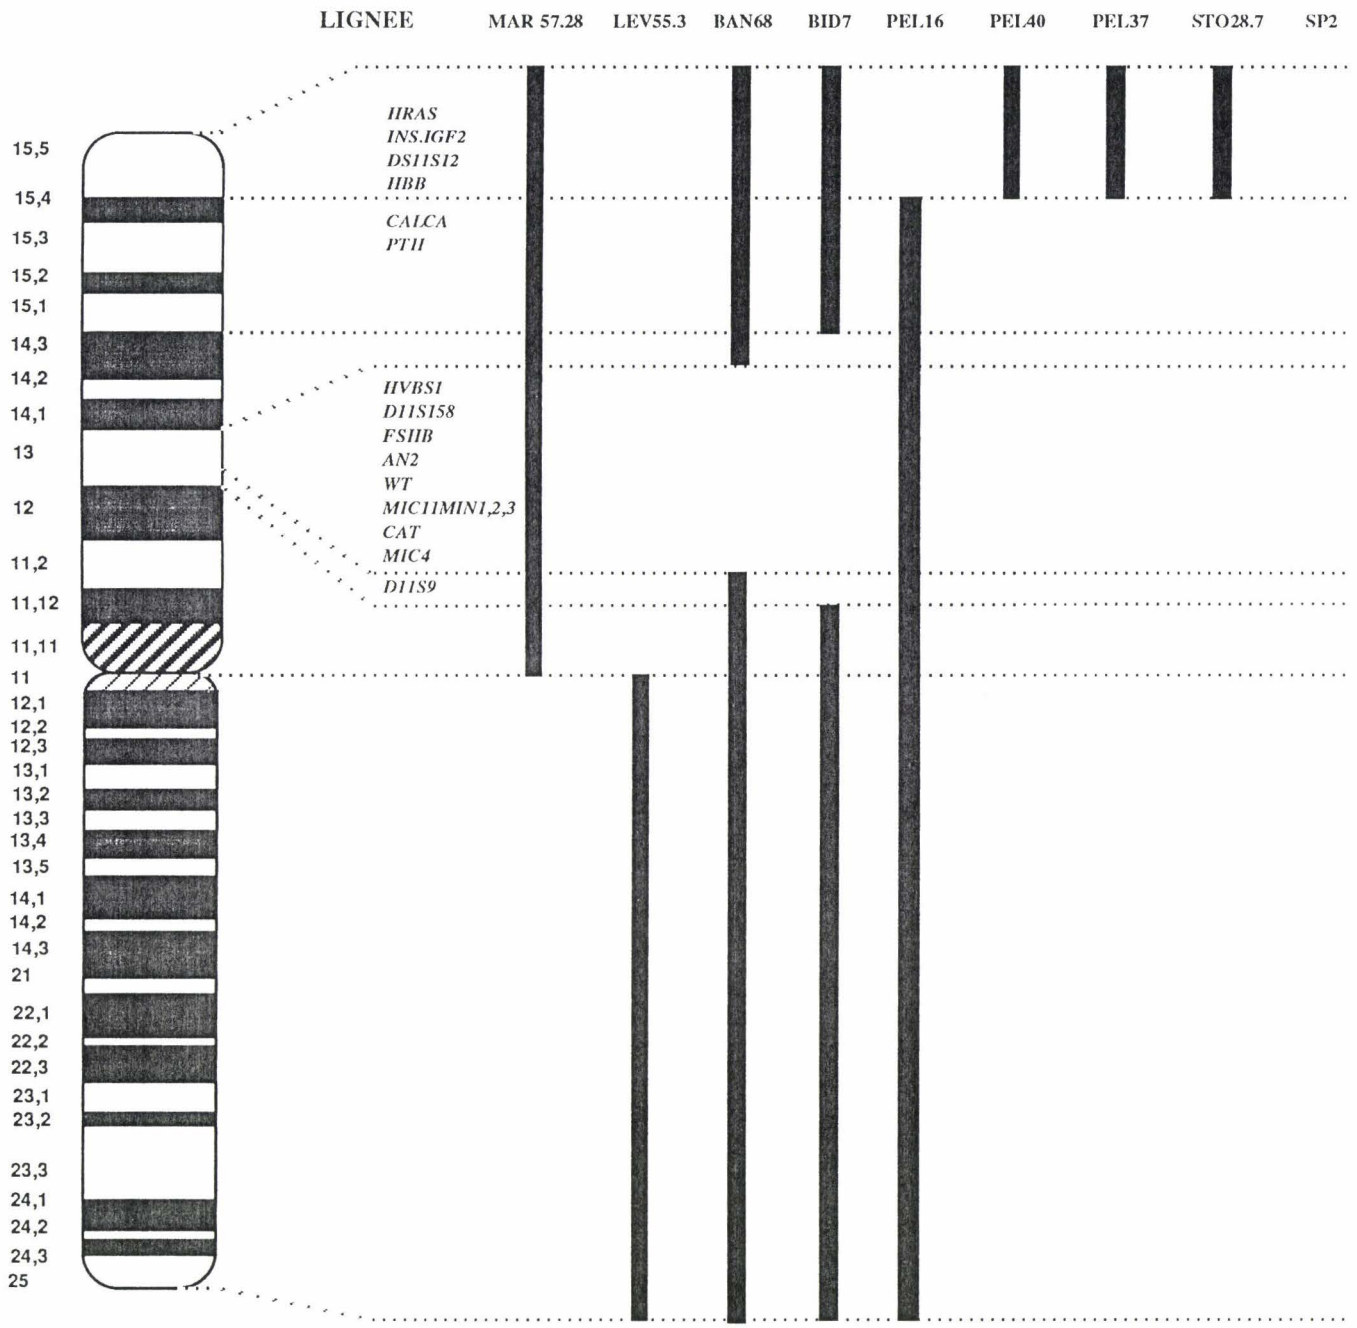 LIGNEE MAR 57.28 LEV55.3 BAN68 BID7 PEL16 PEL40 PEL37 STO28.7 SP2
HRAS
INS.IGF2
DS11S12
HBB
CALCA
PTH
HVBS1
D11S158
FSHB
AN2
WT
MIC11MIN1,2,3
CAT
MIC4
D11S9
15,5
15,4
15,3
15,2
15,1
14,3
14,2
14,1
13
12
11,2
11,12
11,11
11
12,1
12,2
12,3
13,1
13,2
13,3
13,4
13,5
14,1
14,2
14,3
21
22,1
22,2
22,3
23,1
23,2
23,3
24,1
24,2
24,3
25